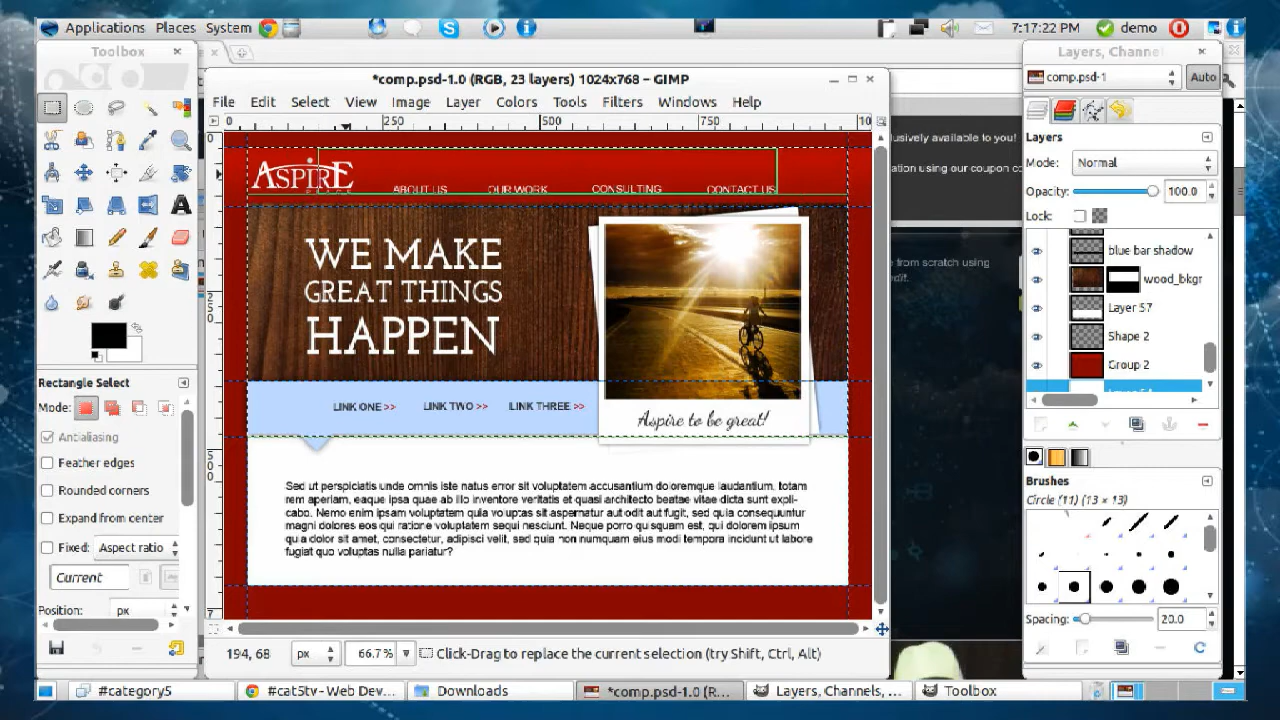 Applications Places System 7:17:22 PM demo
Toolbox
*comp.psd-1.0 (RGB, 23 layers) 1024x768 – GIMP
File Edit Select View Image Layer Colors Tools Filters Windows Help
0 250 500 750 10
ASPIRE
ABOUT US OUR WORK CONSULTING CONTACT US
WE MAKE
GREAT THINGS
HAPPEN
Aspire to be great!
LINK ONE >> LINK TWO >> LINK THREE >>
Sed ut perspiciatis unde omnis iste natus error sit voluptatem accusantium doloremque laudantium, totam
rem aperiam, eaque ipsa quae ab illo inventore veritatis et quasi architecto beatae vitae dicta sunt expli-
cabo. Nemo enim ipsam voluptatem quia voluptas sit aspernatur aut odit aut fugit, sed quia consequuntur
magni dolores eos qui ratione voluptatem sequi nesciunt. Neque porro quisquam est, qui dolorem ipsum
quia dolor sit amet, consectetur, adipisci velit, sed quia non numquam eius modi tempora incidunt ut labore
fugiat quo voluptas nulla pariatur?
194, 68 px 66.7% Click-Drag to replace the current selection (try Shift, Ctrl, Alt)
Rectangle Select
Mode:
Antialiasing
Feather edges
Rounded corners
Expand from center
Fixed: Aspect ratio
Current
Position: px
lusively available to you!
ation using our coupon co
e from scratch using
edit.
Layers, Channel
comp.psd-1 Auto
Layers
Mode: Normal
Opacity: 100.0
Lock:
blue bar shadow
wood_bkgr
Layer 57
Shape 2
Group 2
Brushes
Circle (11) (13 × 13)
Spacing: 20.0
#category5 #cat5tv - Web Dev... Downloads *comp.psd-1.0 (R... Layers, Channels, ... Toolbox